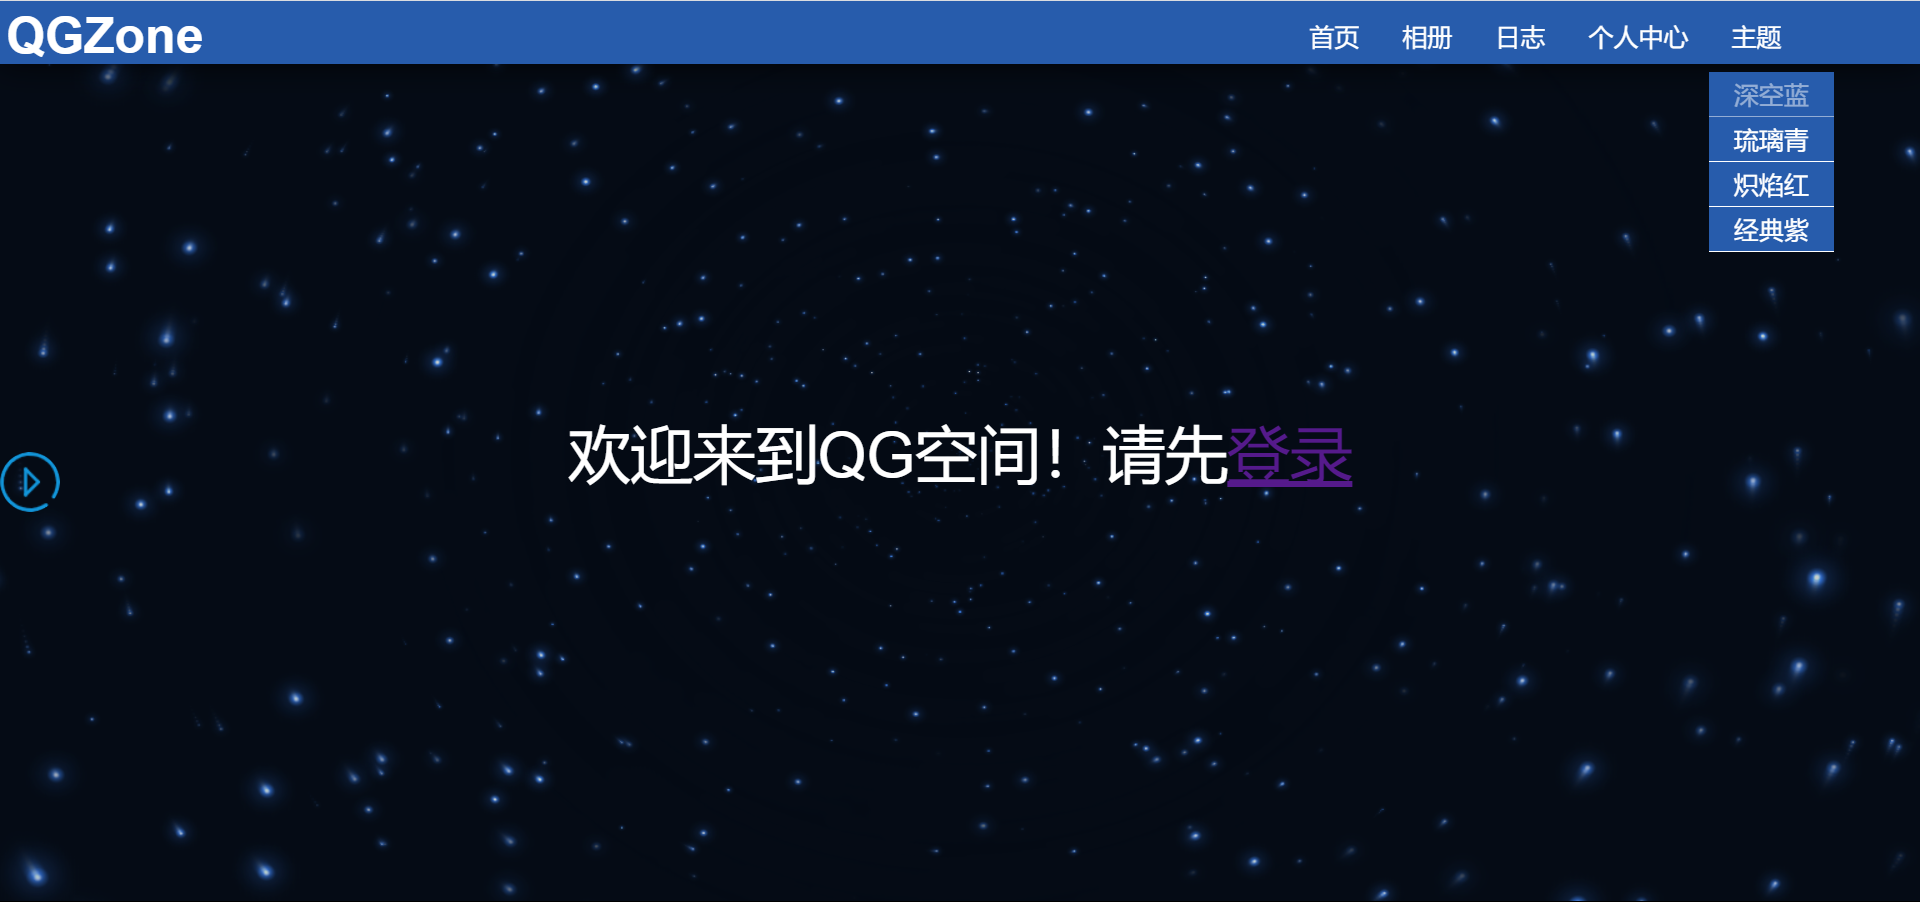 QGZone
首页 相册 日志 个人中心 主题
深空蓝
琉璃青
炽焰红
经典紫
欢迎来到QG空间！请先登录